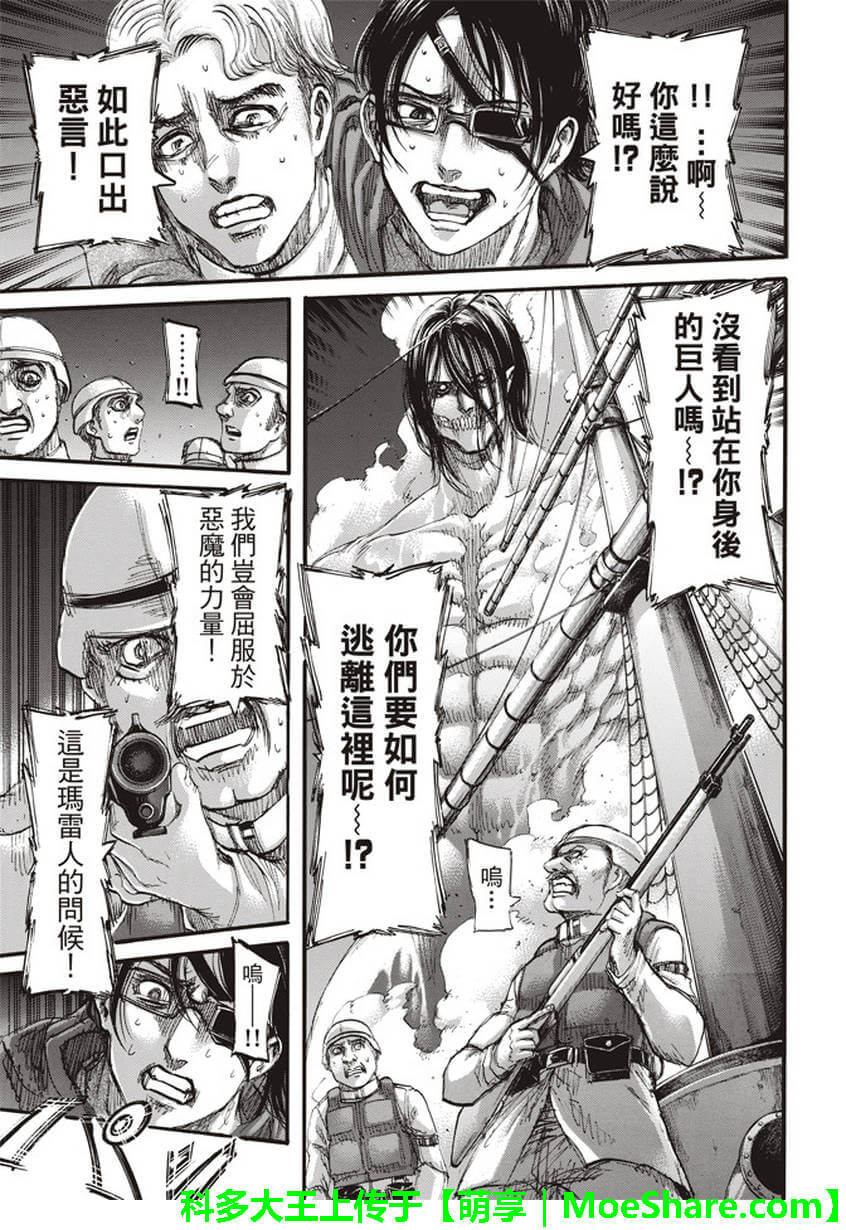 !!…啊~
你這麼說
好嗎!?
如此口出
惡言！
沒看到站在你身後
的巨人嗎~!?
你們要如何
逃離這裡呢~!?
嗚…
……!!
我們豈會屈服於
惡魔的力量！
這是瑪雷人的問候！
嗚──!!
科多大王上传于【萌享｜MoeShare.com】